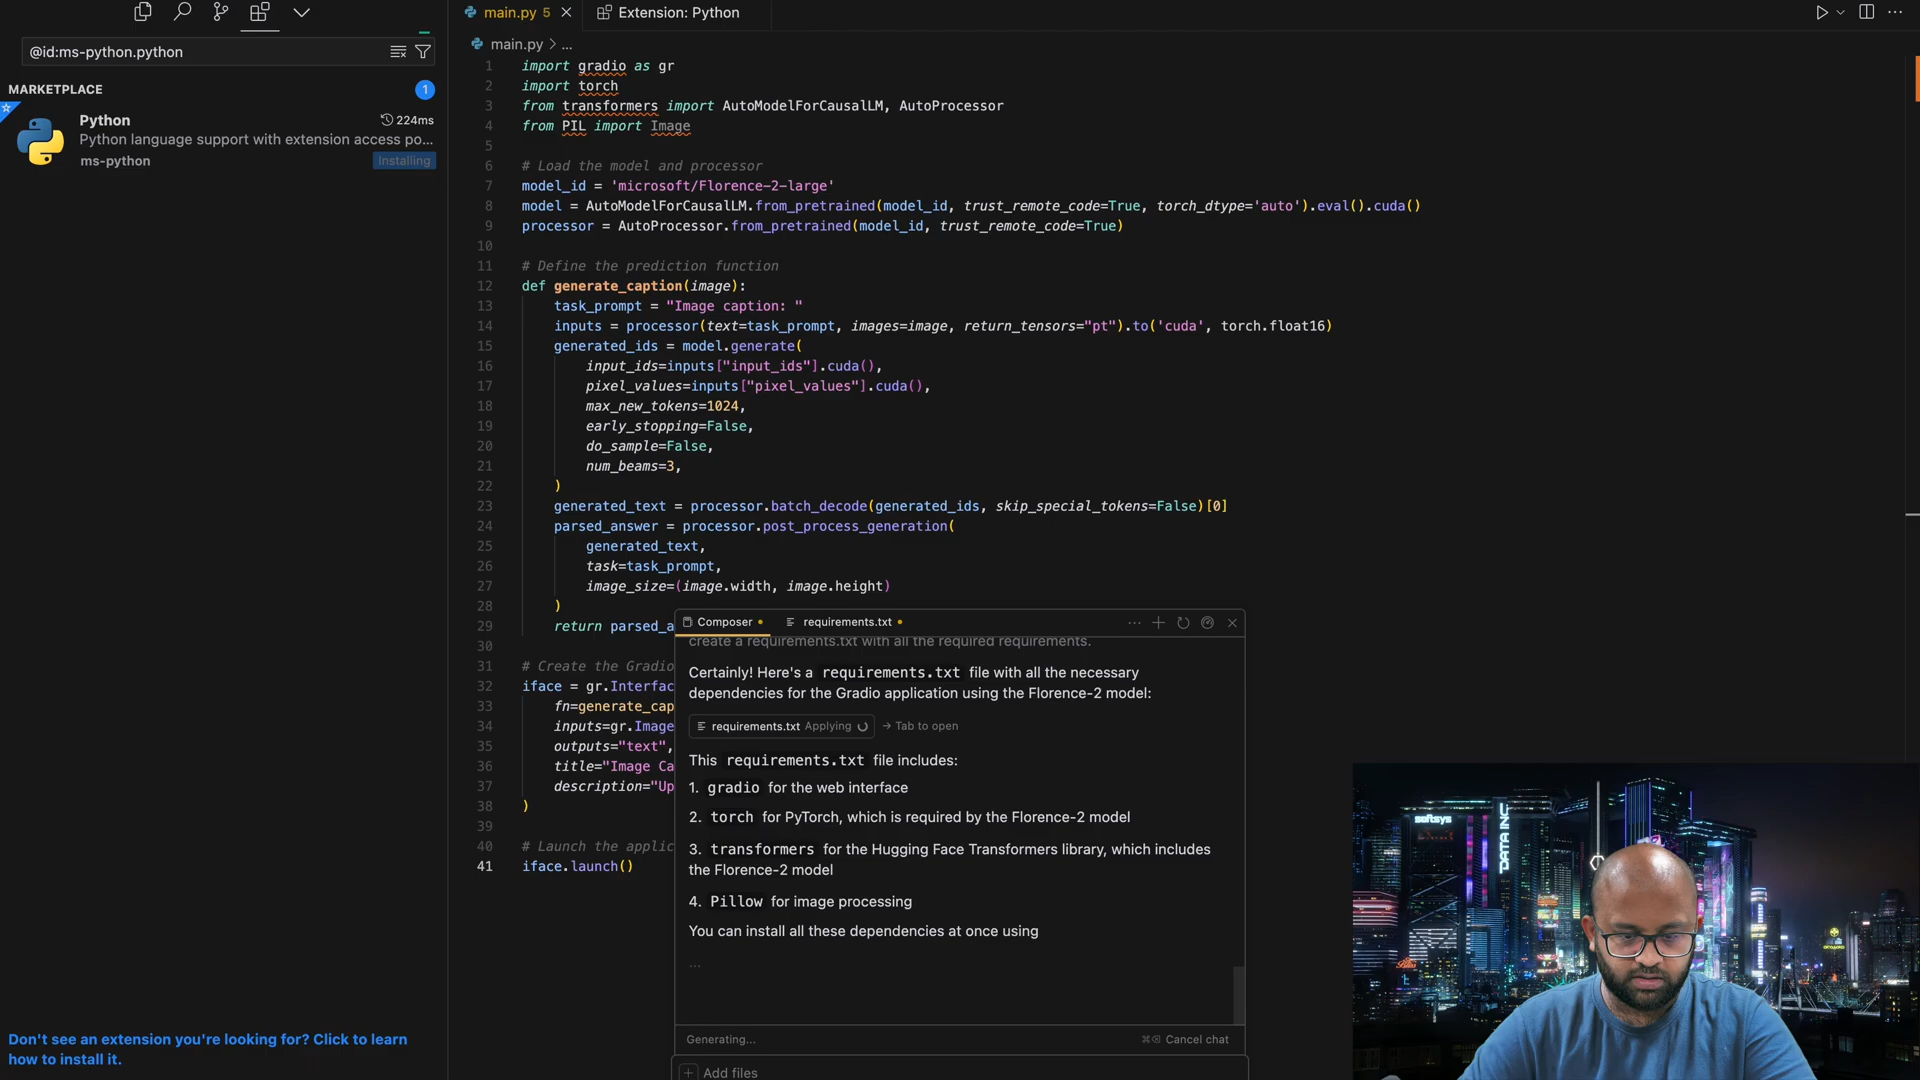 @id:ms-python.python
MARKETPLACE
1
Python
224ms
Python language support with extension access po...
ms-python
Installing
Don't see an extension you're looking for? Click to learn
how to install it.
main.py 5
Extension: Python
main.py > ...
1 import gradio as gr
2 import torch
3 from transformers import AutoModelForCausalLM, AutoProcessor
4 from PIL import Image
5
6 # Load the model and processor
7 model_id = 'microsoft/Florence-2-large'
8 model = AutoModelForCausalLM.from_pretrained(model_id, trust_remote_code=True, torch_dtype='auto').eval().cuda()
9 processor = AutoProcessor.from_pretrained(model_id, trust_remote_code=True)
10
11 # Define the prediction function
12 def generate_caption(image):
13 task_prompt = "Image caption: "
14 inputs = processor(text=task_prompt, images=image, return_tensors="pt").to('cuda', torch.float16)
15 generated_ids = model.generate(
16 input_ids=inputs["input_ids"].cuda(),
17 pixel_values=inputs["pixel_values"].cuda(),
18 max_new_tokens=1024,
19 early_stopping=False,
20 do_sample=False,
21 num_beams=3,
22 )
23 generated_text = processor.batch_decode(generated_ids, skip_special_tokens=False)[0]
24 parsed_answer = processor.post_process_generation(
25 generated_text,
26 task=task_prompt,
27 image_size=(image.width, image.height)
28 )
29 return parsed_a
30
31 # Create the Gradio
32 iface = gr.Interfac
33 fn=generate_cap
34 inputs=gr.Image
35 outputs="text",
36 title="Image Ca
37 description="Up
38 )
39
40 # Launch the applic
41 iface.launch()
Composer
requirements.txt
create a requirements.txt with all the required requirements.
Certainly! Here's a requirements.txt file with all the necessary
dependencies for the Gradio application using the Florence-2 model:
requirements.txt Applying
→ Tab to open
This requirements.txt file includes:
1. gradio for the web interface
2. torch for PyTorch, which is required by the Florence-2 model
3. transformers for the Hugging Face Transformers library, which includes
the Florence-2 model
4. Pillow for image processing
You can install all these dependencies at once using
...
Generating...
⌘⌫ Cancel chat
+ Add files
softsys
DATA INC